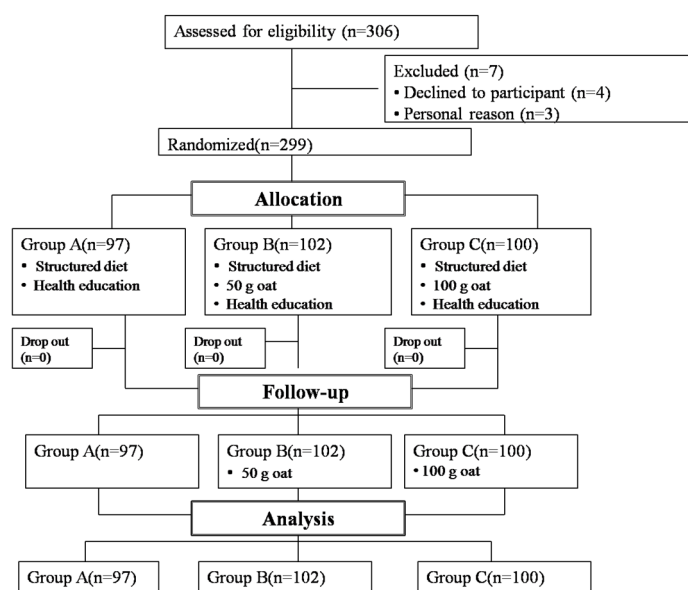 Assessed for eligibility (n=306)
Excluded (n=7)
▪ Declined to participant (n=4)
▪ Personal reason (n=3)
Randomized(n=299)
Allocation
Group A(n=97)
▪ Structured diet
▪ Health education
Group B(n=102)
▪ Structured diet
▪ 50 g oat
▪ Health education
Group C(n=100)
▪ Structured diet
▪ 100 g oat
▪ Health education
Drop out
(n=0)
Drop out
(n=0)
Drop out
(n=0)
Follow-up
Group A(n=97)
Group B(n=102)
▪ 50 g oat
Group C(n=100)
▪ 100 g oat
Analysis
Group A(n=97)
Group B(n=102)
Group C(n=100)